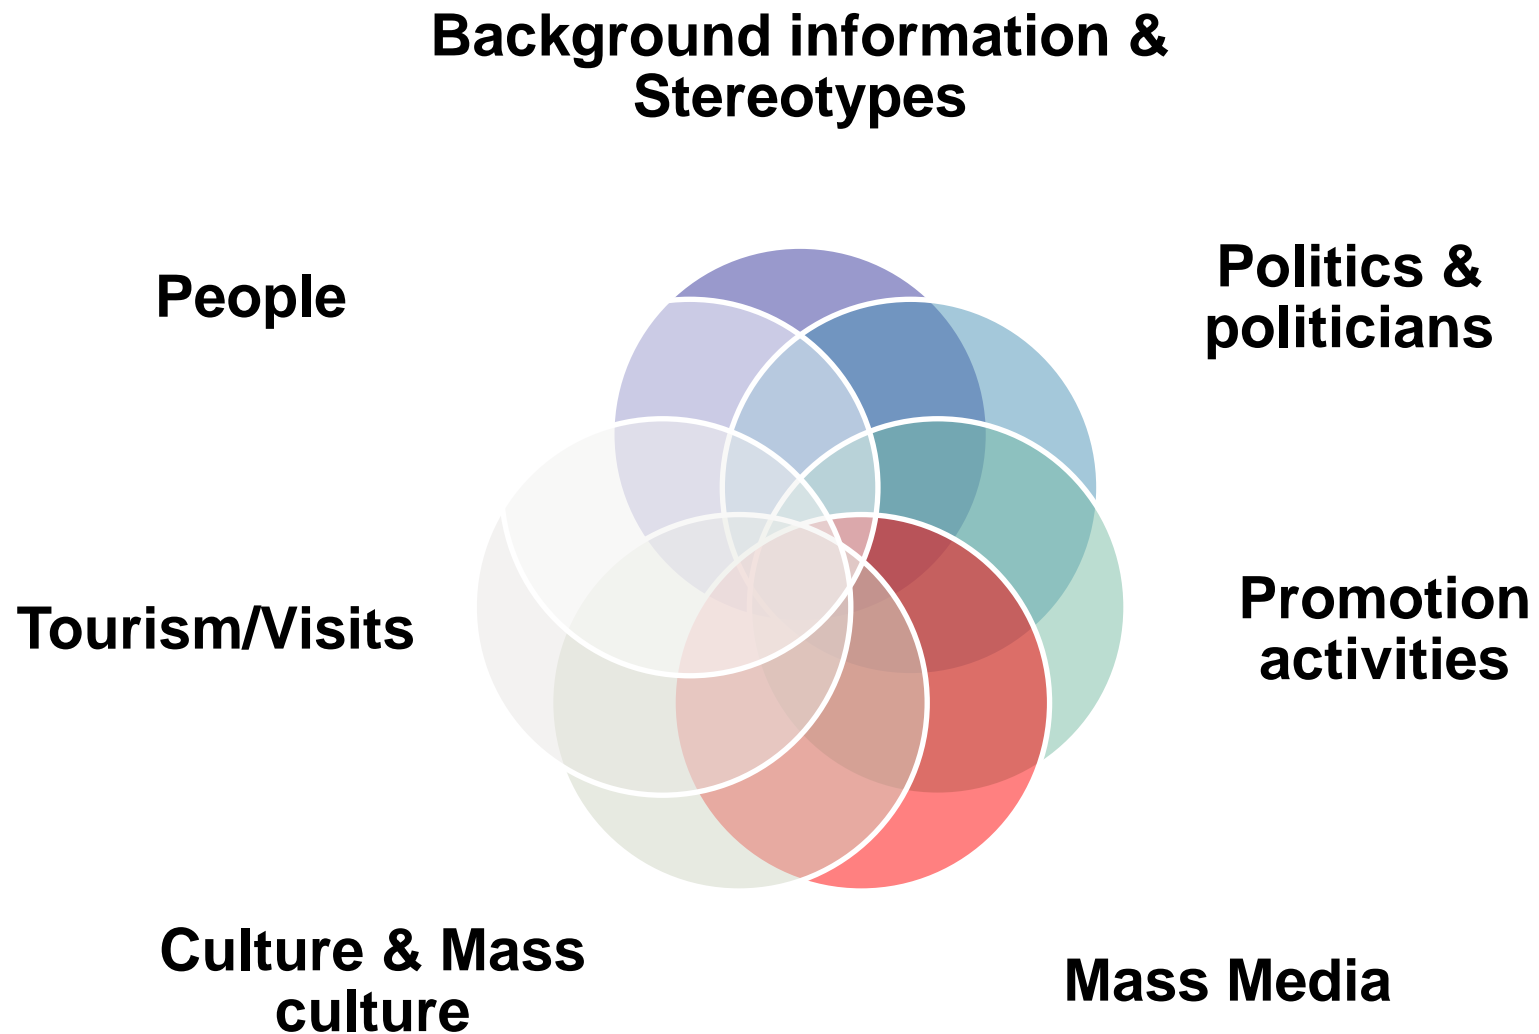 Background information &
Stereotypes
People
Politics &
politicians
Tourism/Visits
Promotion
activities
Culture & Mass
culture
Mass Media